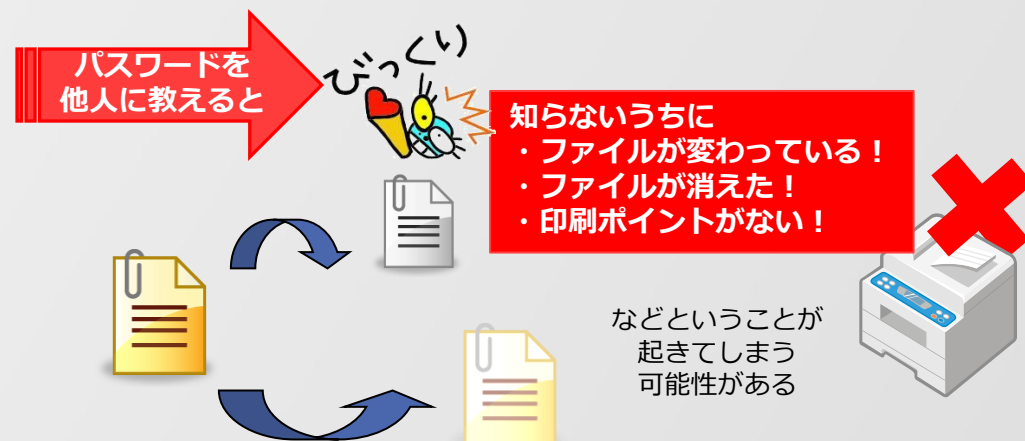 パスワードを
他人に教えると
びっくり
知らないうちに
・ファイルが変わっている！
・ファイルが消えた！
・印刷ポイントがない！
などということが
起きてしまう
可能性がある